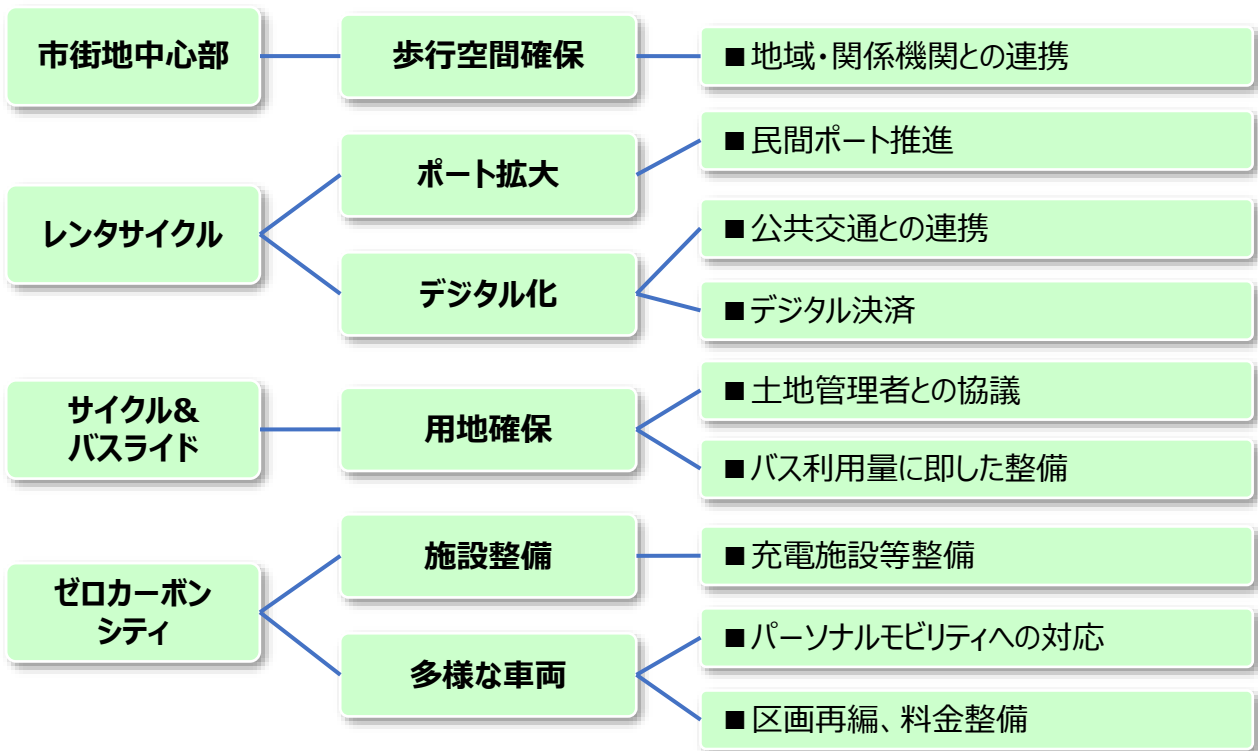 市街地中心部
歩行空間確保
■地域・関係機関との連携
レンタサイクル
ポート拡大
■民間ポート推進
デジタル化
■公共交通との連携
■デジタル決済
サイクル&
バスライド
用地確保
■土地管理者との協議
■バス利用量に即した整備
ゼロカーボン
シティ
施設整備
■充電施設等整備
多様な車両
■パーソナルモビリティへの対応
■区画再編、料金整備